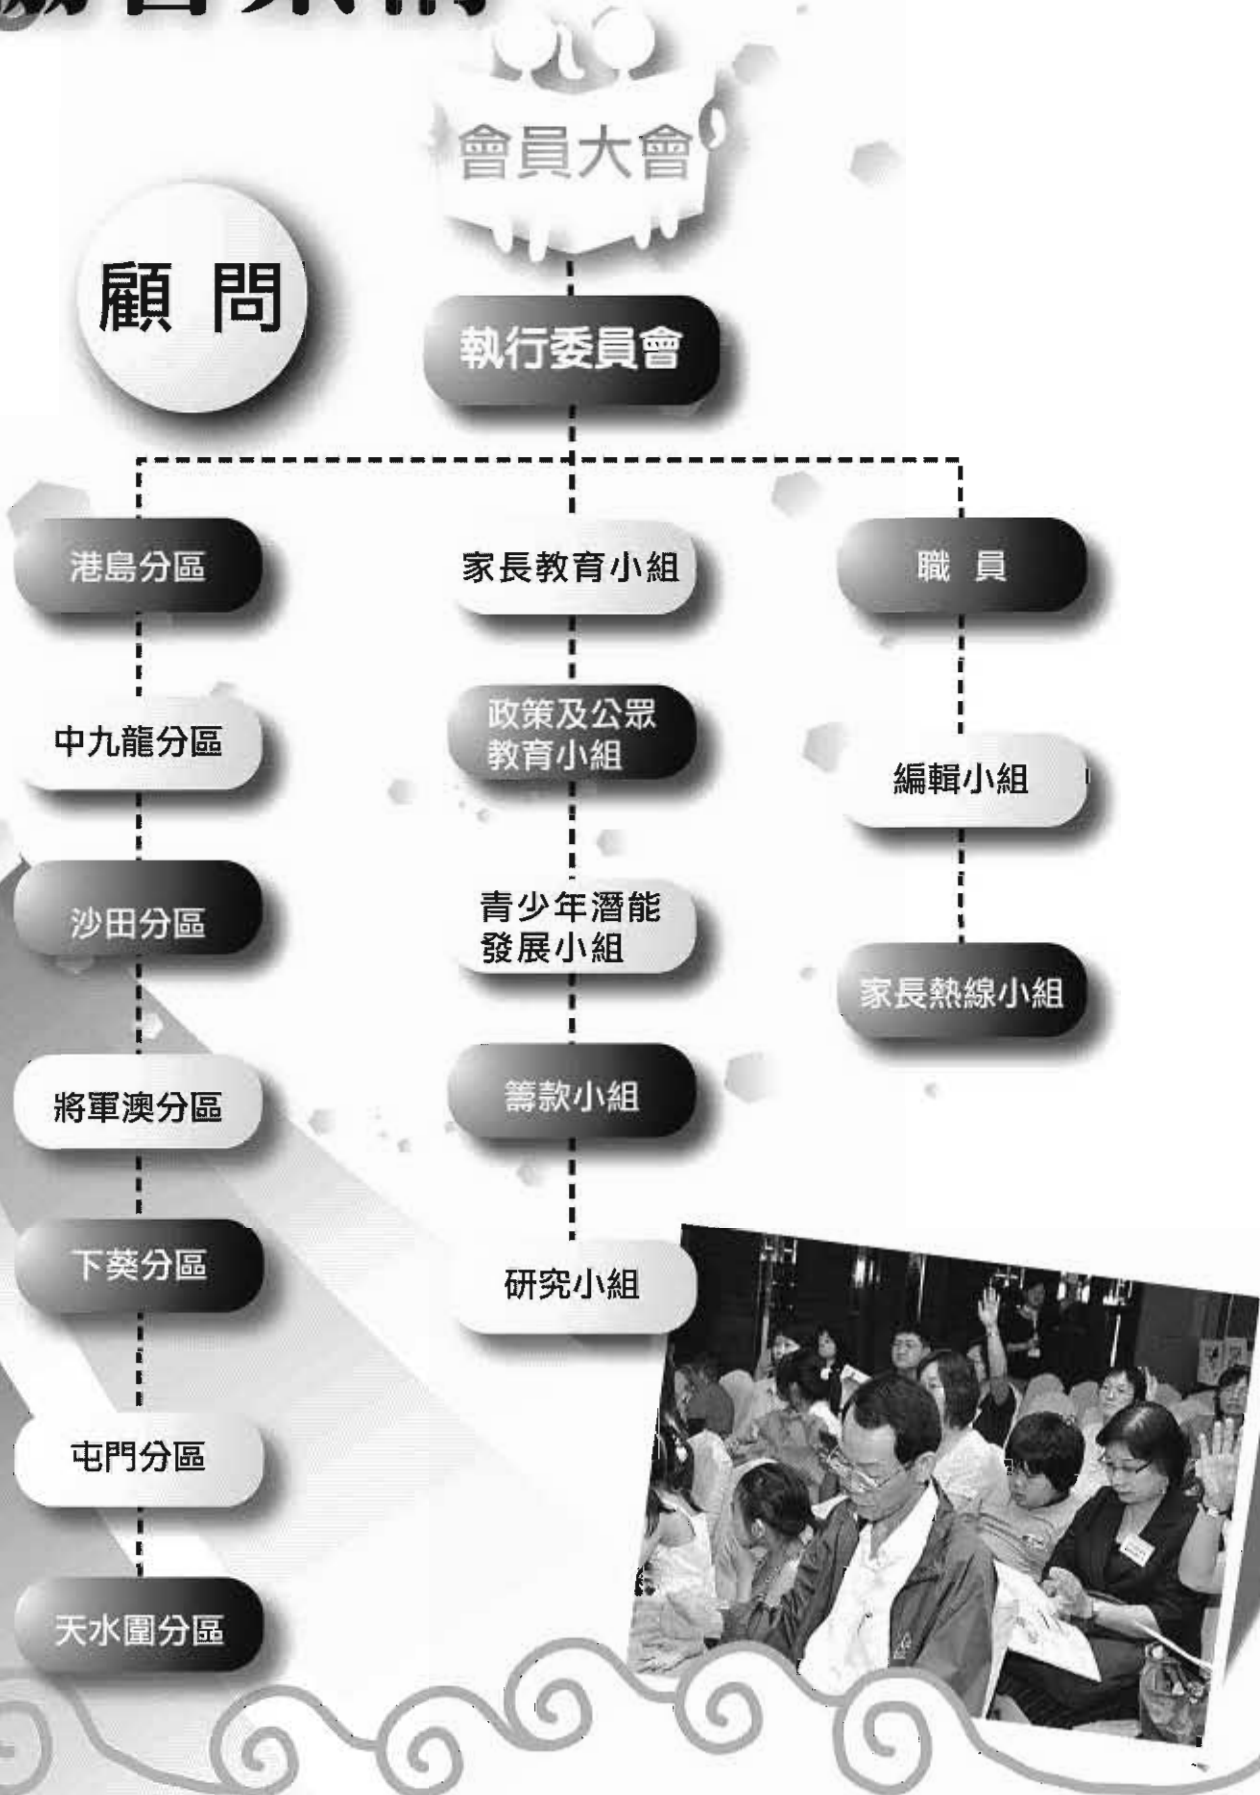 會員大會
顧 問
執行委員會
港島分區
家長教育小組
職 員
中九龍分區
政策及公眾
教育小組
編輯小組
沙田分區
青少年潛能
發展小組
家長熱線小組
將軍澳分區
籌款小組
下葵分區
研究小組
屯門分區
天水圍分區